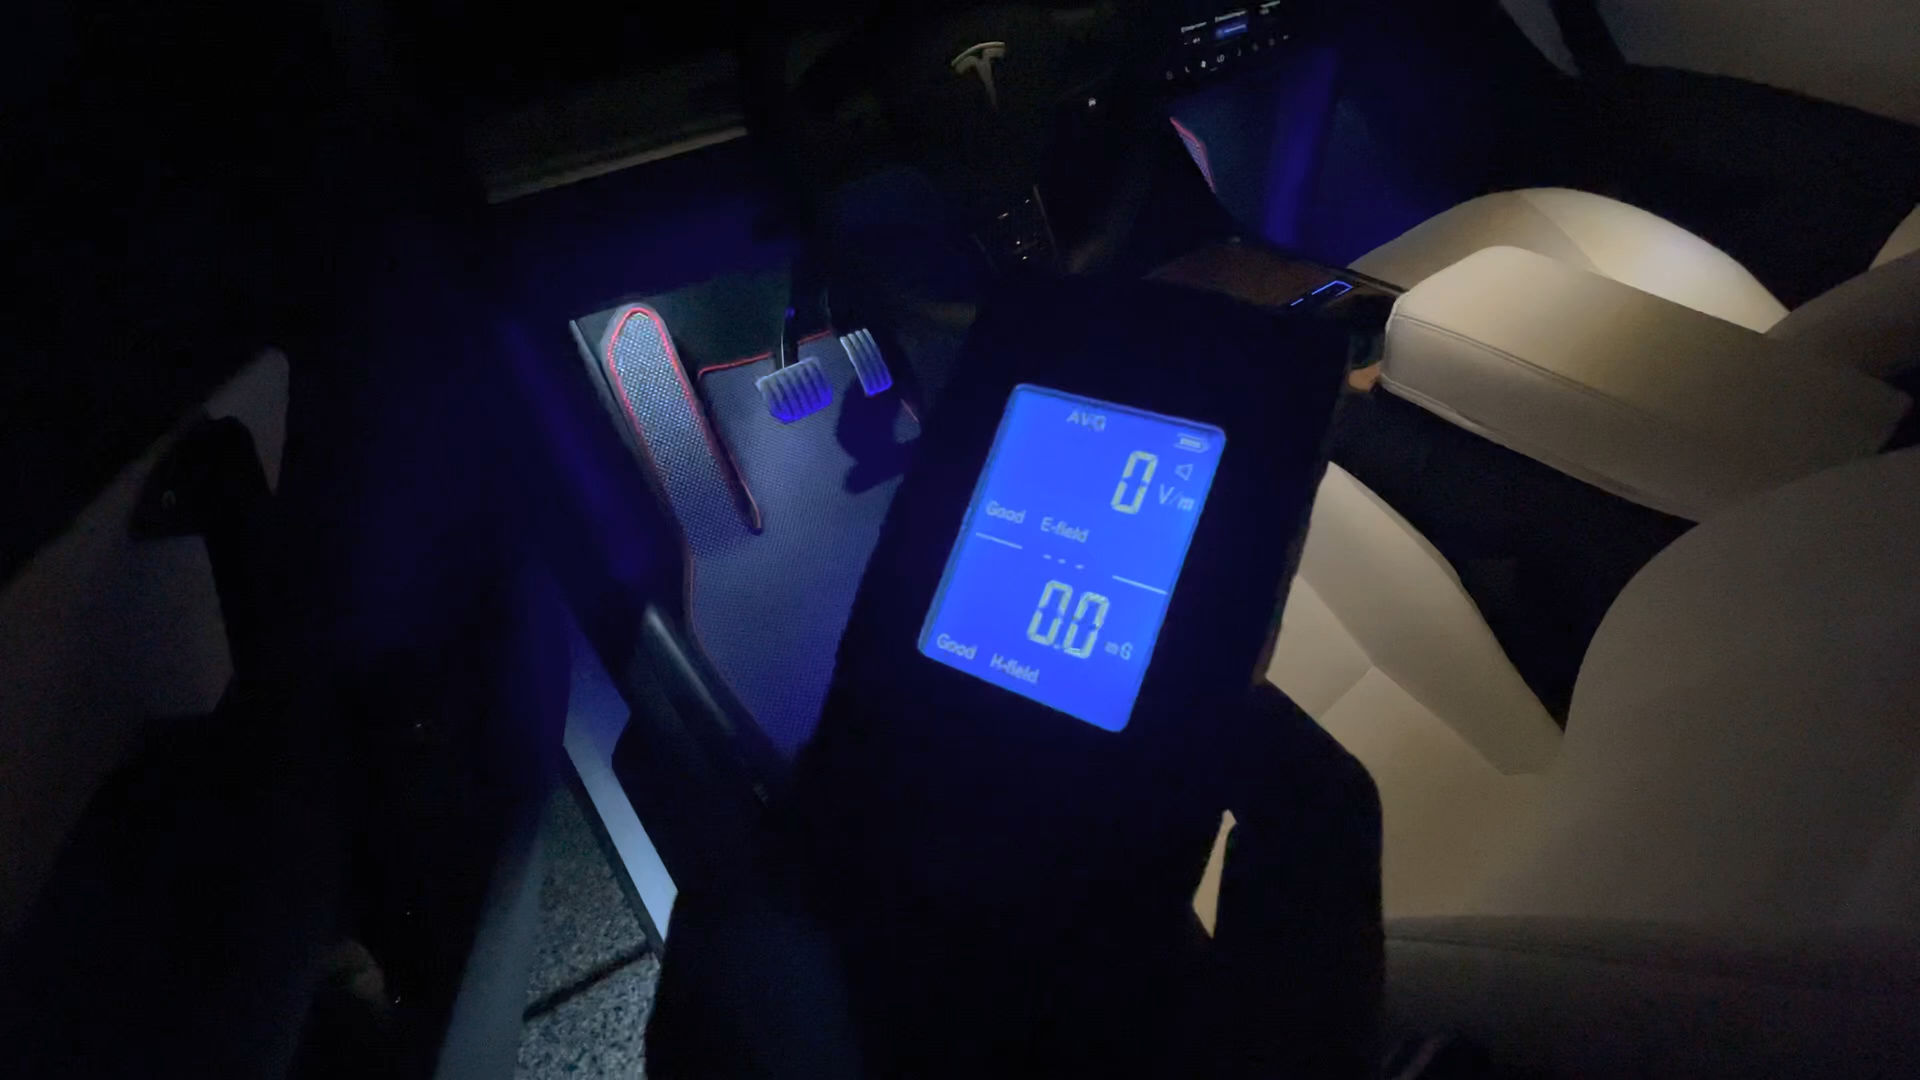 AVG
0 V/m
Good E-field
---
0.0 mG
Good H-field